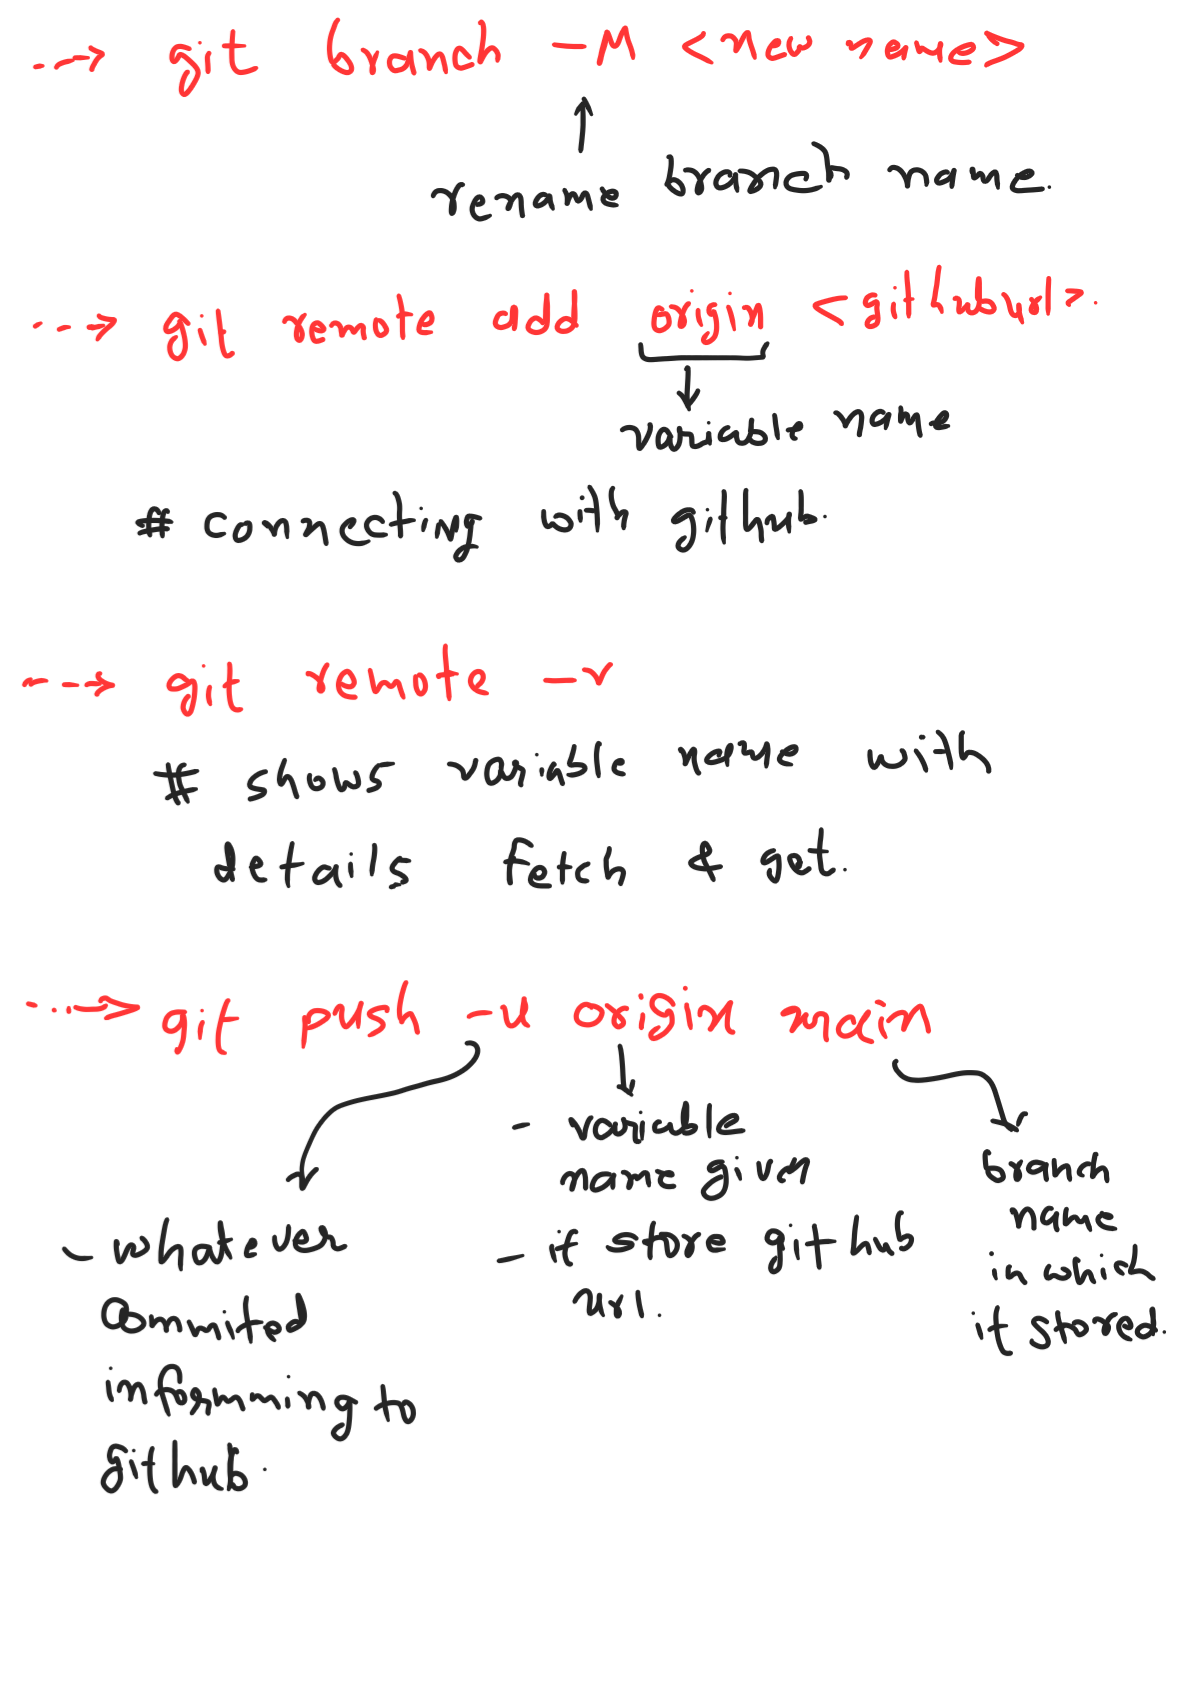 --→ git branch -M <new name>
rename branch name.
--→ git remote add origin <githuburl>.
variable name
# connecting with github.
---→ git remote -v
# shows variable name with
details fetch & get.
--→ git push -u origin main
- whatever
commited
informming to
github.
- variable
name given
- it store github
url.
branch
name
in which
it stored.